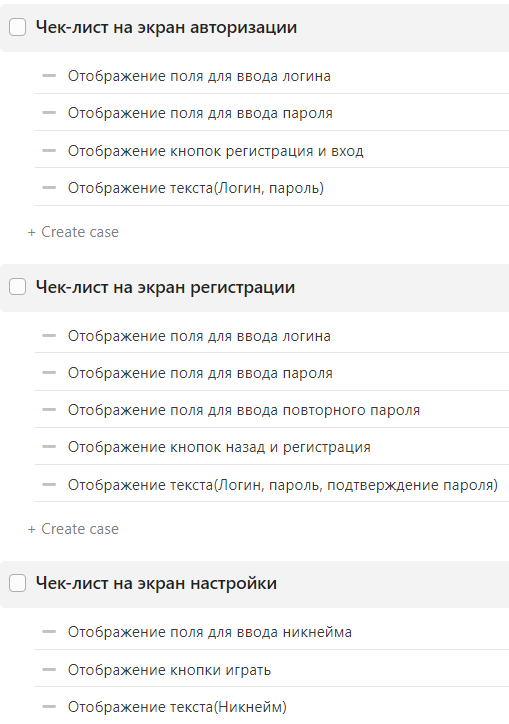 Чек-лист на экран авторизации
Отображение поля для ввода логина
Отображение поля для ввода пароля
Отображение кнопок регистрация и вход
Отображение текста(Логин, пароль)
+ Create case
Чек-лист на экран регистрации
Отображение поля для ввода логина
Отображение поля для ввода пароля
Отображение поля для ввода повторного пароля
Отображение кнопок назад и регистрация
Отображение текста(Логин, пароль, подтверждение пароля)
+ Create case
Чек-лист на экран настройки
Отображение поля для ввода никнейма
Отображение кнопки играть
Отображение текста(Никнейм)